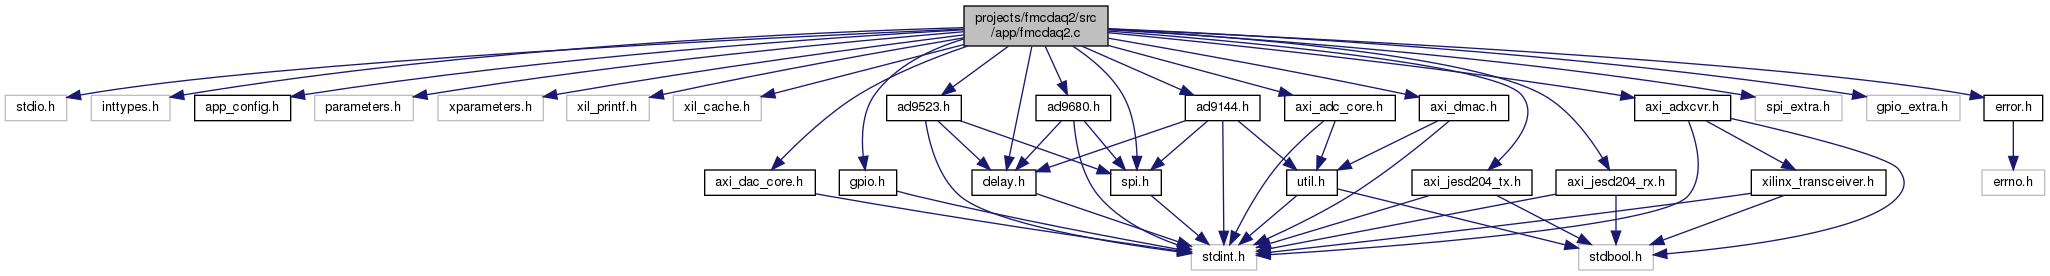 projects/fmcdaq2/src
/app/fmcdaq2.c
stdio.h
inttypes.h
app_config.h
parameters.h
xparameters.h
xil_printf.h
xil_cache.h
ad9523.h
ad9680.h
ad9144.h
axi_adc_core.h
axi_dmac.h
axi_adxcvr.h
spi_extra.h
gpio_extra.h
error.h
axi_dac_core.h
gpio.h
delay.h
spi.h
util.h
axi_jesd204_tx.h
axi_jesd204_rx.h
xilinx_transceiver.h
errno.h
stdint.h
stdbool.h